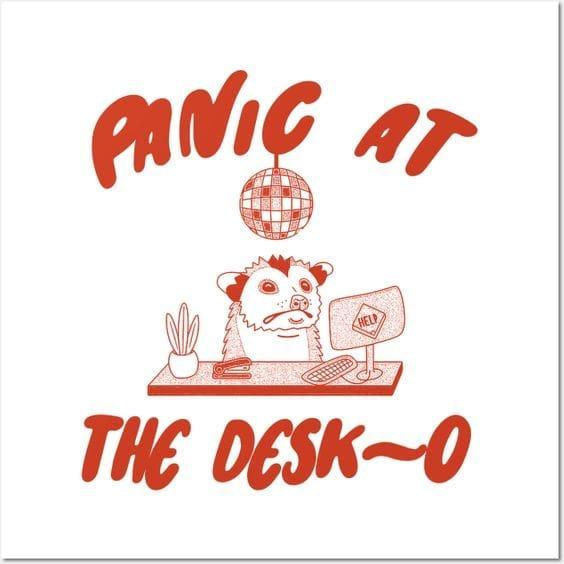 PANIC AT
HELP
THE DESK~O